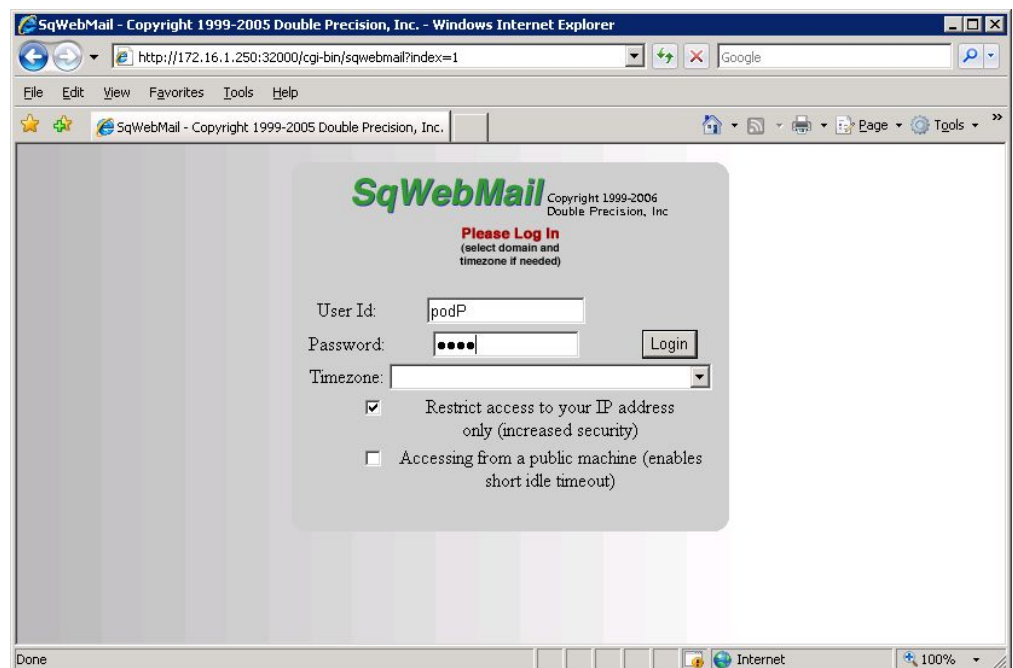 SqWebMail - Copyright 1999-2005 Double Precision, Inc. - Windows Internet Explorer
http://172.16.1.250:32000/cgi-bin/sqwebmail?index=1
Google
File Edit View Favorites Tools Help
SqWebMail - Copyright 1999-2005 Double Precision, Inc.
Page Tools »
SqWebMail Copyright 1999-2006
Double Precision, Inc
Please Log In
(select domain and
timezone if needed)
User Id: podP
Password: ●●●●
Login
Timezone:
Restrict access to your IP address
only (increased security)
Accessing from a public machine (enables
short idle timeout)
Done
Internet
100%